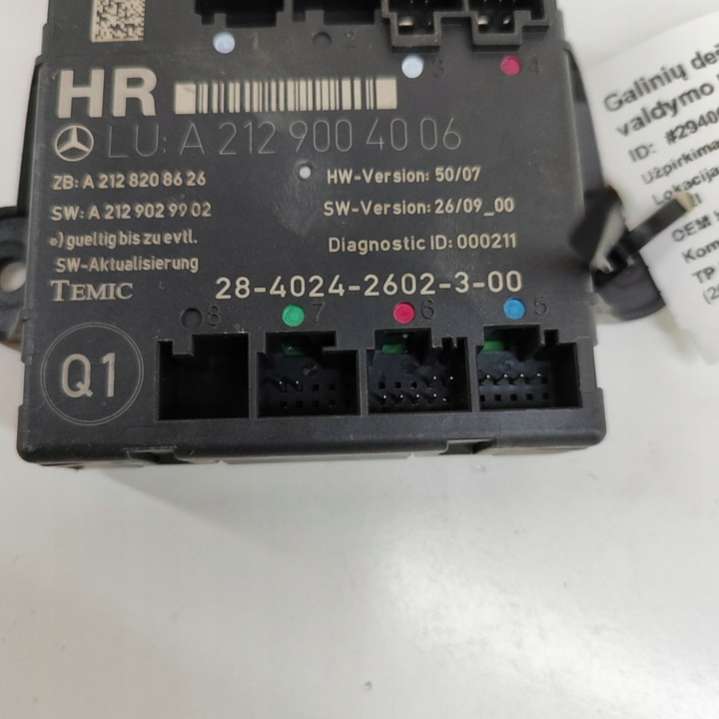 3 4
HR
LU: A 212 900 40 06
ZB: A 212 820 86 26
HW-Version: 50/07
SW: A 212 902 99 02
SW-Version: 26/09_00
•) gueltig bis zu evtl.
SW-Aktualisierung
Diagnostic ID: 000211
TEMIC
28-4024-2602-3-00
8 7 6 5
Q1
Galinių
valdymo
ID:
Lokacija
OEM
TP